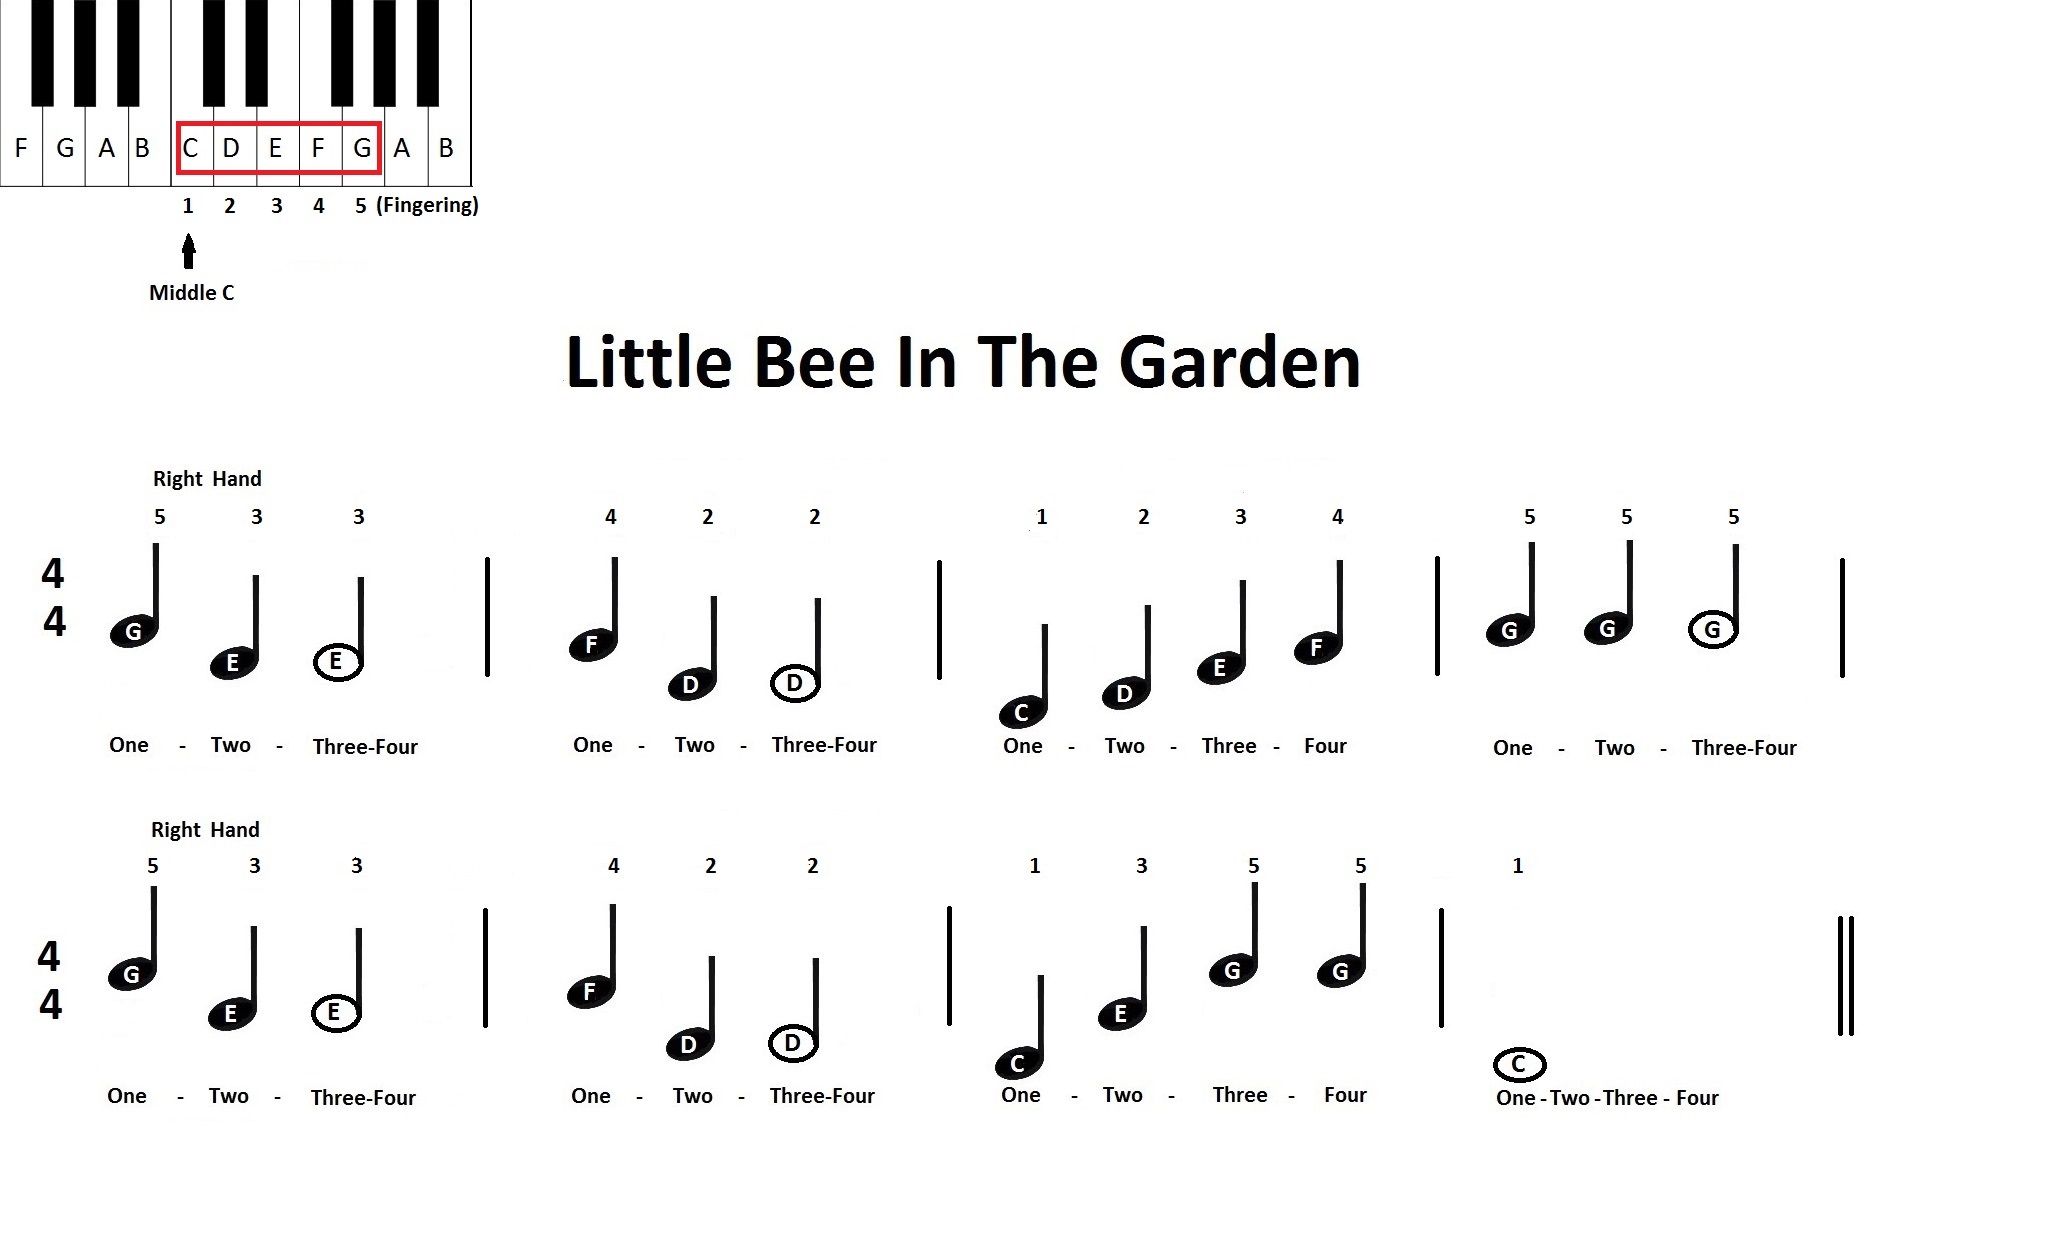 F G A B C D E F G A B
1 2 3 4 5 (Fingering)
Middle C
Little Bee In The Garden
Right Hand
5 3 3 4 2 2 1 2 3 4 5 5 5
4
4
G E E F D D C D E F G G G
One - Two - Three-Four One - Two - Three-Four One - Two - Three - Four One - Two - Three-Four
Right Hand
5 3 3 4 2 2 1 3 5 5 1
4
4
G E E F D D C E G G C
One - Two - Three-Four One - Two - Three-Four One - Two - Three - Four One - Two - Three - Four